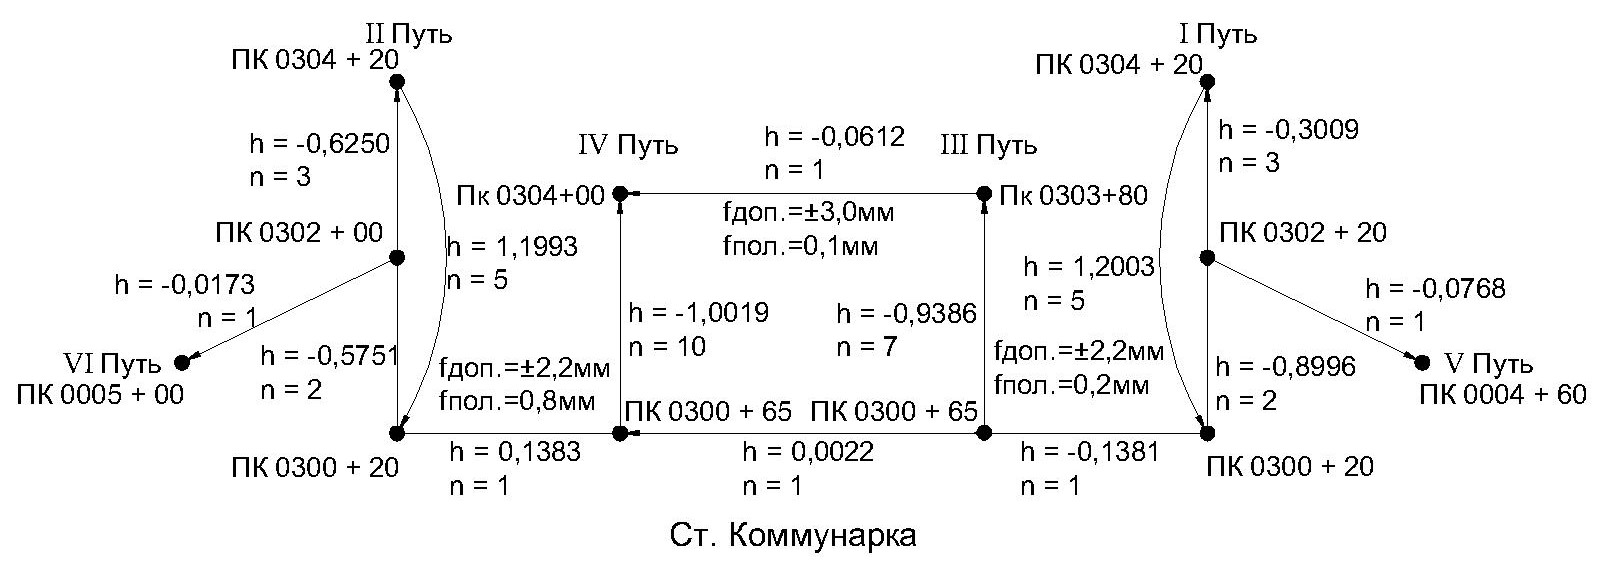 II Путь
ПК 0304 + 20
I Путь
ПК 0304 + 20
h = -0,6250
n = 3
IV Путь
h = -0,0612
n = 1
III Путь
h = -0,3009
n = 3
Пк 0304+00
Пк 0303+80
fдоп.=±3,0мм
fпол.=0,1мм
ПК 0302 + 00
ПК 0302 + 20
h = 1,1993
n = 5
h = 1,2003
n = 5
h = -0,0173
n = 1
h = -0,0768
n = 1
h = -1,0019
n = 10
h = -0,9386
n = 7
VI Путь
ПК 0005 + 00
h = -0,5751
n = 2
fдоп.=±2,2мм
fпол.=0,8мм
fдоп.=±2,2мм
fпол.=0,2мм
h = -0,8996
n = 2
V Путь
ПК 0004 + 60
ПК 0300 + 65
ПК 0300 + 65
ПК 0300 + 20
h = 0,1383
n = 1
h = 0,0022
n = 1
h = -0,1381
n = 1
ПК 0300 + 20
Ст. Коммунарка